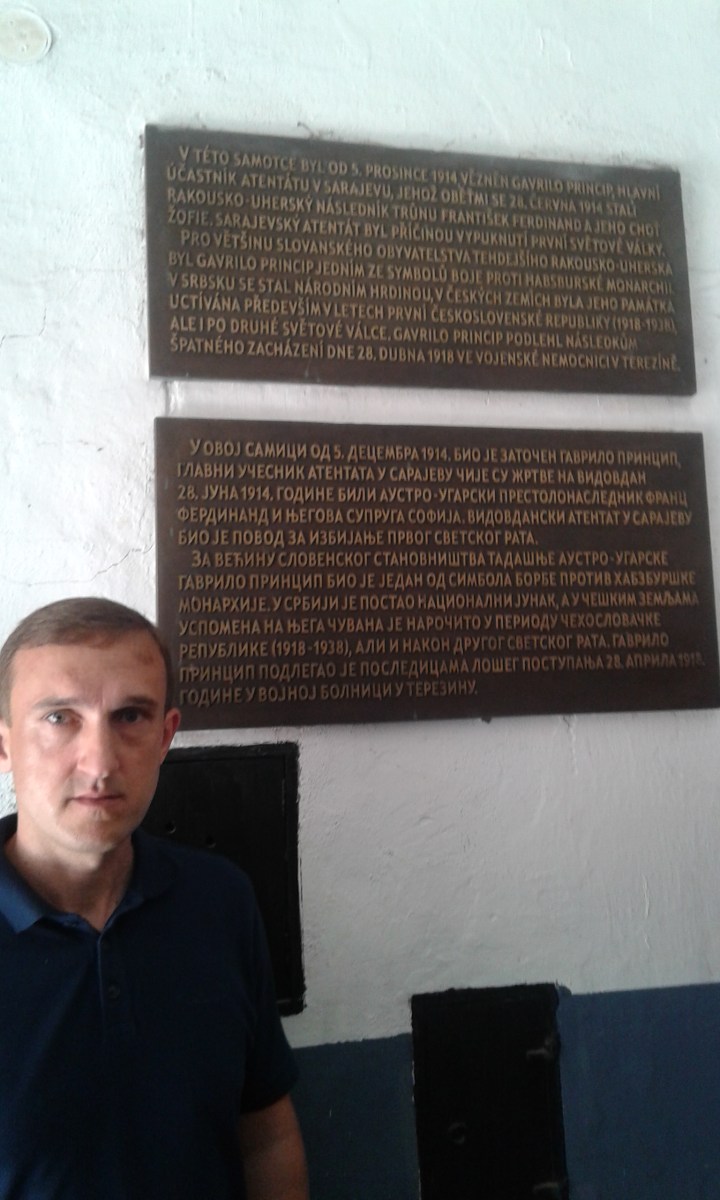 V TÉTO SAMOTCE BYL OD 5. PROSINCE 1914 VĚZNĚN GAVRILO PRINCIP, HLAVNÍ
ÚČASTNÍK ATENTÁTU V SARAJEVU, JEHOŽ OBĚTMI SE 28. ČERVNA 1914 STALI
RAKOUSKO-UHERSKÝ NÁSLEDNÍK TRŮNU FRANTIŠEK FERDINAND A JEHO CHOŤ
ŽOFIE. SARAJEVSKÝ ATENTÁT BYL PŘÍČINOU VYPUKNUTÍ PRVNÍ SVĚTOVÉ VÁLKY.
PRO VĚTŠINU SLOVANSKÉHO OBYVATELSTVA TEHDEJŠÍHO RAKOUSKO-UHERSKA
BYL GAVRILO PRINCIP JEDNÍM ZE SYMBOLŮ BOJE PROTI HABSBURSKÉ MONARCHII.
V SRBSKU SE STAL NÁRODNÍM HRDINOU, V ČESKÝCH ZEMÍCH BYLA JEHO PAMÁTKA
UCTÍVÁNA PŘEDEVŠÍM V LETECH PRVNÍ ČESKOSLOVENSKÉ REPUBLIKY (1918-1938),
ALE I PO DRUHÉ SVĚTOVÉ VÁLCE. GAVRILO PRINCIP PODLEHL NÁSLEDKŮM
ŠPATNÉHO ZACHÁZENÍ DNE 28. DUBNA 1918 VE VOJENSKÉ NEMOCNICI V TEREZÍNĚ.
У ОВОЈ САМИЦИ ОД 5. ДЕЦЕМБРА 1914. БИО ЈЕ ЗАТОЧЕН ГАВРИЛО ПРИНЦИП,
ГЛАВНИ УЧЕСНИК АТЕНТАТА У САРАЈЕВУ ЧИЈЕ СУ ЖРТВЕ НА ВИДОВДАН
28. ЈУНА 1914. ГОДИНЕ БИЛИ АУСТРО-УГАРСКИ ПРЕСТОЛОНАСЛЕДНИК ФРАНЦ
ФЕРДИНАНД И ЊЕГОВА СУПРУГА СОФИЈА. ВИДОВДАНСКИ АТЕНТАТ У САРАЈЕВУ
БИО ЈЕ ПОВОД ЗА ИЗБИЈАЊЕ ПРВОГ СВЕТСКОГ РАТА.
ЗА ВЕЋИНУ СЛОВЕНСКОГ СТАНОВНИШТВА ТАДАШЊЕ АУСТРО-УГАРСКЕ
ГАВРИЛО ПРИНЦИП БИО ЈЕ ЈЕДАН ОД СИМБОЛА БОРБЕ ПРОТИВ ХАБЗБУРШКЕ
МОНАРХИЈЕ. У СРБИЈИ ЈЕ ПОСТАО НАЦИОНАЛНИ ЈУНАК, А У ЧЕШКИМ ЗЕМЉАМА
УСПОМЕНА НА ЊЕГА ЧУВАНА ЈЕ НАРОЧИТО У ПЕРИОДУ ЧЕХОСЛОВАЧКЕ
РЕПУБЛИКЕ (1918-1938), АЛИ И НАКОН ДРУГОГ СВЕТСКОГ РАТА. ГАВРИЛО
ПРИНЦИП ПОДЛЕГАО ЈЕ ПОСЛЕДИЦАМА ЛОШЕГ ПОСТУПАЊА 28. АПРИЛА 1918.
ГОДИНЕ У ВОЈНОЈ БОЛНИЦИ У ТЕРЕЗИНУ.